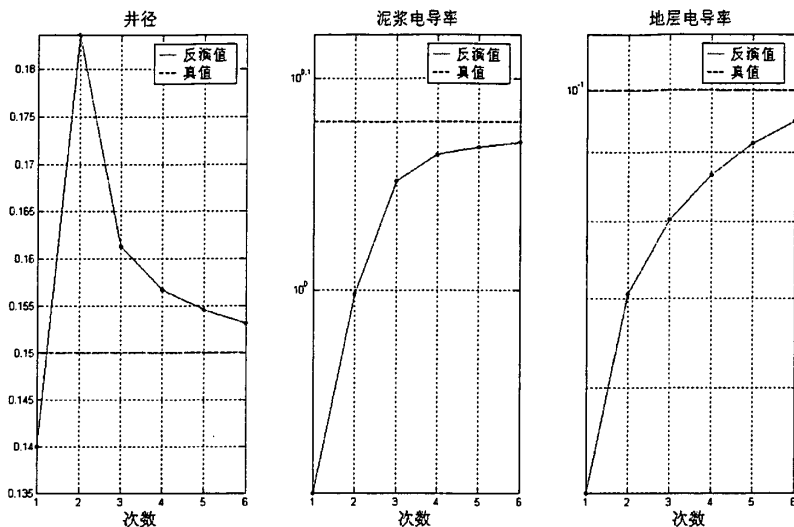 井径
反演值
真值
0.18
0.175
0.17
0.165
0.16
0.155
0.15
0.145
0.14
0.135
1 2 3 4 5 6
次数
泥浆电导率
反演值
真值
10^0.1
10^0
1 2 3 4 5 6
次数
地层电导率
反演值
真值
10^-1
1 2 3 4 5 6
次数